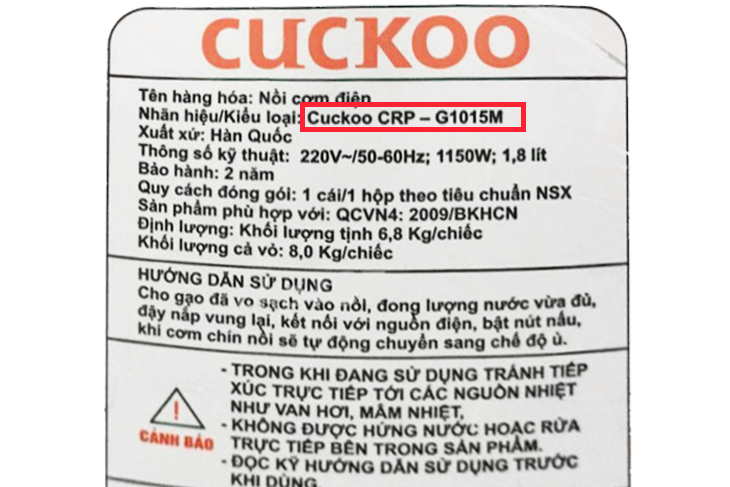 CUCKOO
Tên hàng hóa: Nồi cơm điện
Nhãn hiệu/Kiểu loại: Cuckoo CRP – G1015M
Xuất xứ: Hàn Quốc
Thông số kỹ thuật: 220V~/50-60Hz; 1150W; 1,8 lít
Bảo hành: 2 năm
Quy cách đóng gói: 1 cái/1 hộp theo tiêu chuẩn NSX
Sản phẩm phù hợp với: QCVN4: 2009/BKHCN
Định lượng: Khối lượng tịnh 6,8 Kg/chiếc
Khối lượng cả vỏ: 8,0 Kg/chiếc
HƯỚNG DẪN SỬ DỤNG
Cho gạo đã vo sạch vào nồi, đong lượng nước vừa đủ,
đậy nắp vung lại, kết nối với nguồn điện, bật nút nấu,
khi cơm chín nồi sẽ tự động chuyển sang chế độ ủ.
- TRONG KHI ĐANG SỬ DỤNG TRÁNH TIẾP
XÚC TRỰC TIẾP TỚI CÁC NGUỒN NHIỆT
NHƯ VAN HƠI, MÂM NHIỆT,
- KHÔNG ĐƯỢC HỨNG NƯỚC HOẶC RỬA
TRỰC TIẾP BÊN TRONG SẢN PHẨM.
- ĐỌC KỸ HƯỚNG DẪN SỬ DỤNG TRƯỚC
KHI DÙNG.
CẢNH BÁO